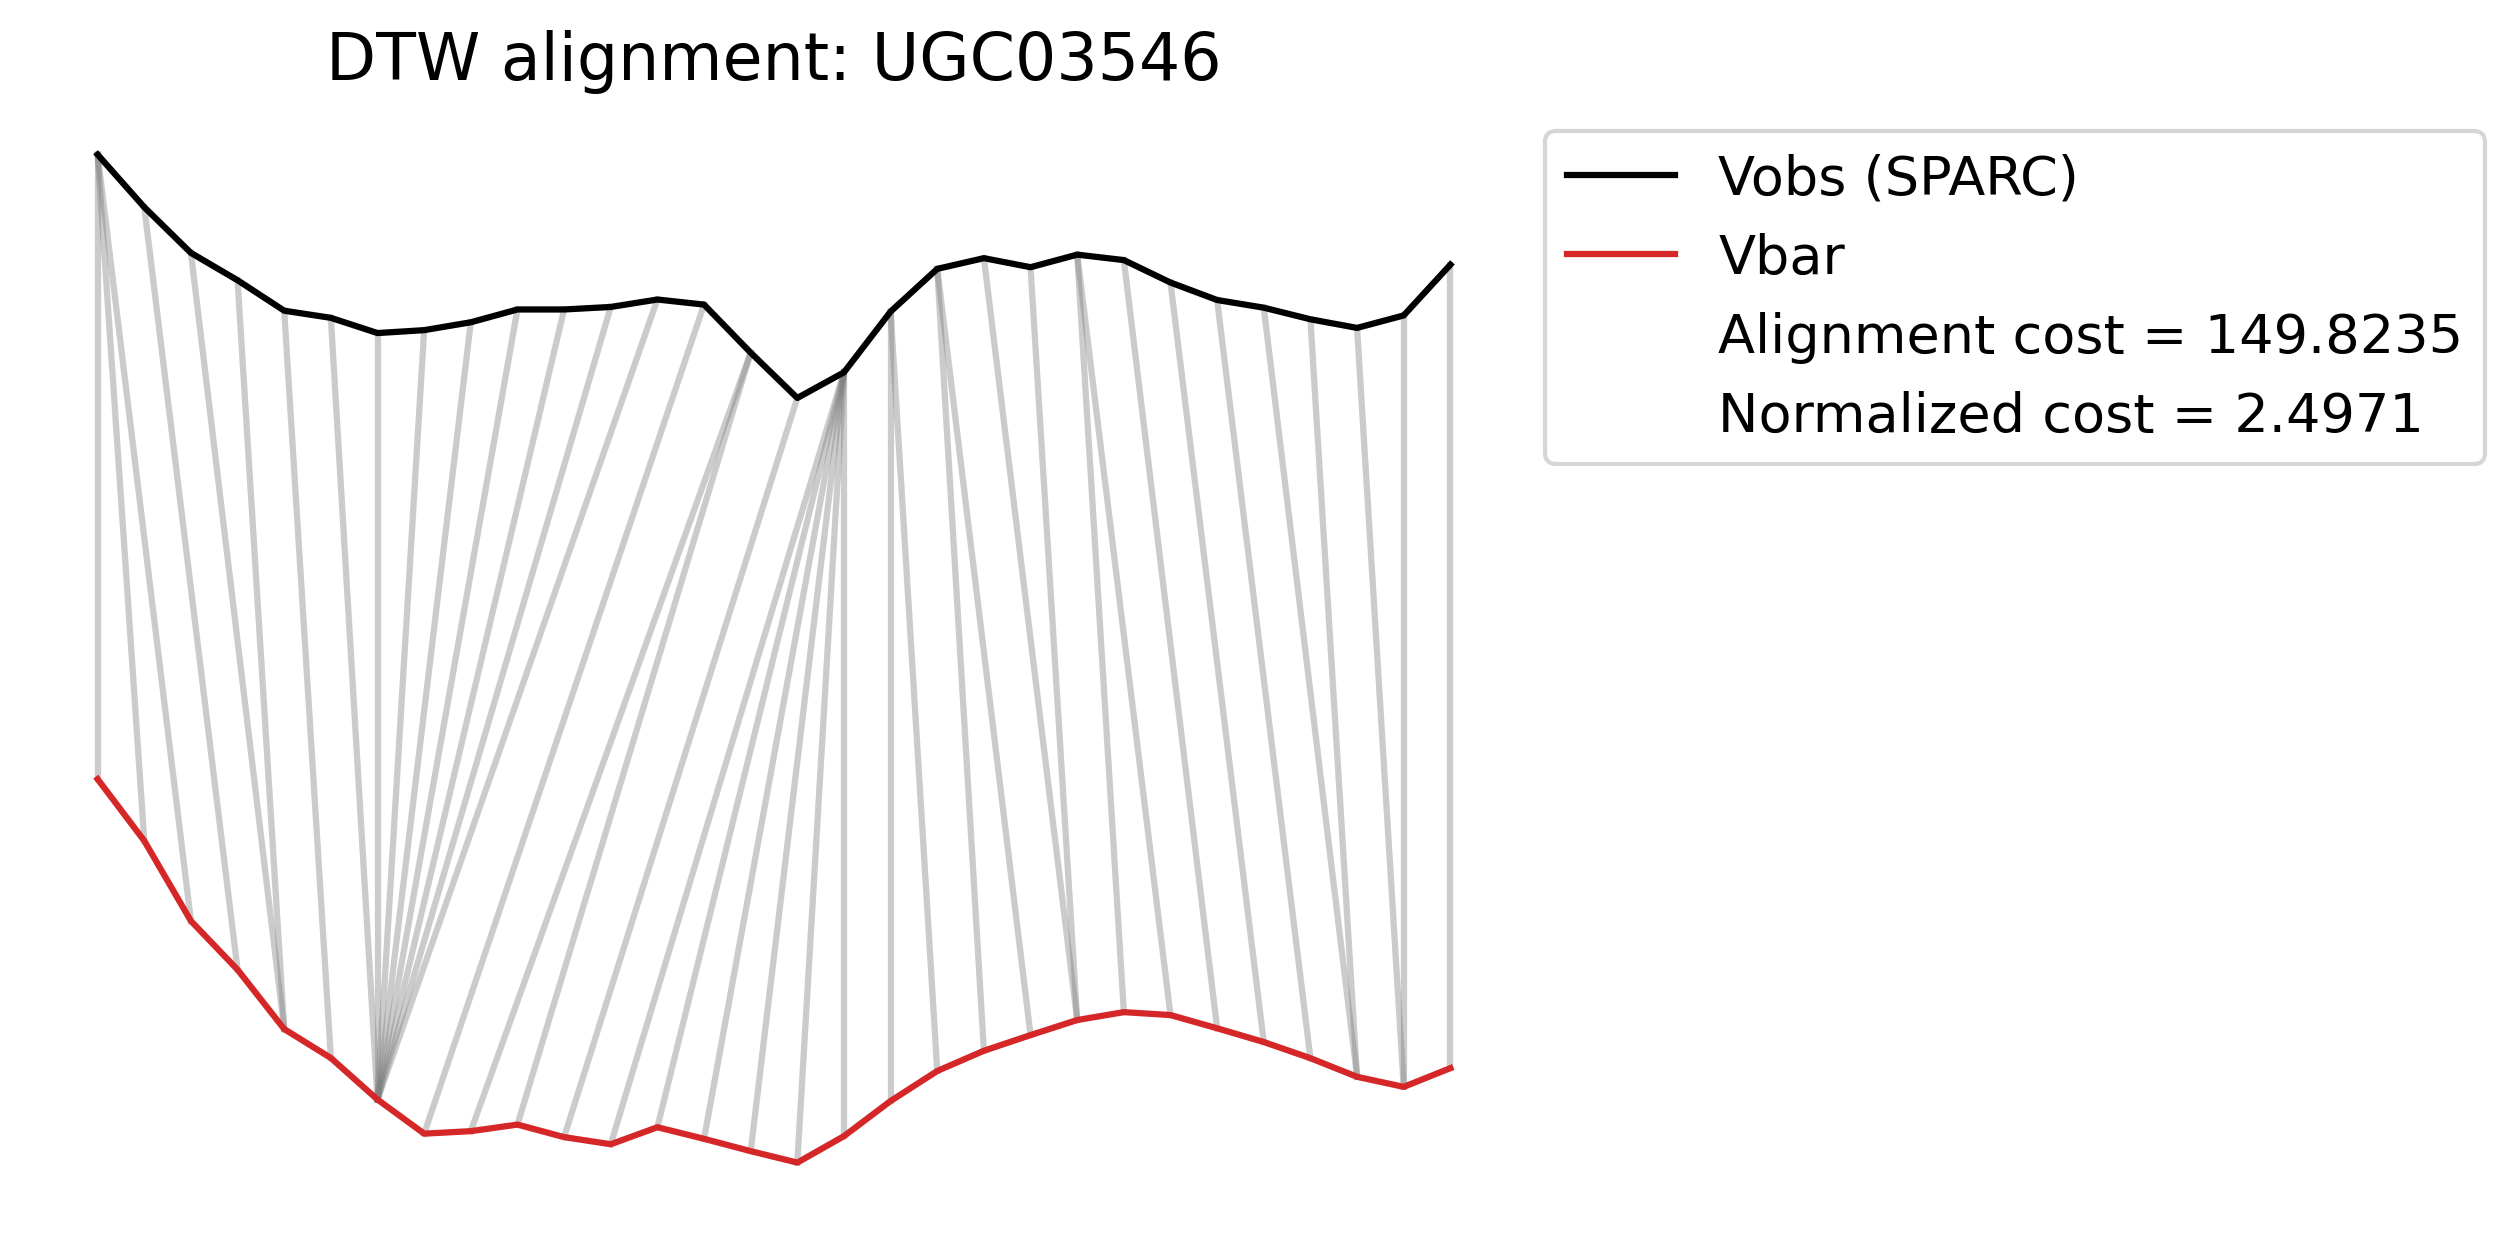 DTW alignment: UGC03546
Vobs (SPARC)
Vbar
Alignment cost = 149.8235
Normalized cost = 2.4971